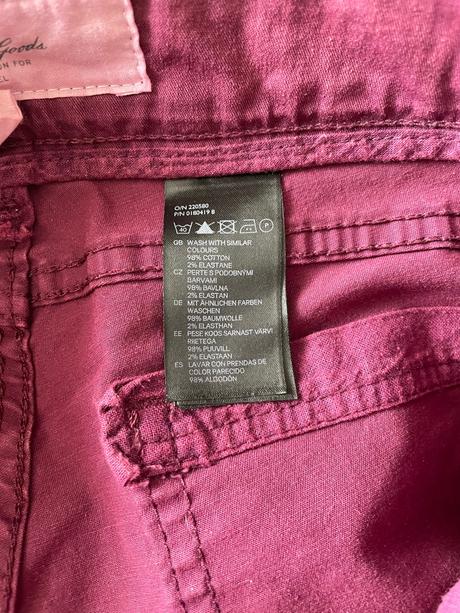 Goods
ON FOR
EL
O/N 220580
P/N 0180419 B
40 P
GB WASH WITH SIMILAR
COLOURS
98% COTTON
2% ELASTANE
CZ PERTE S PODOBNÝMI
BARVAMI
98% BAVLNA
2% ELASTAN
DE MIT ÄHNLICHEN FARBEN
WASCHEN
98% BAUMWOLLE
2% ELASTHAN
EE PESE KOOS SARNAST VÄRVI
RIIETEGA
98% PUUVILL
2% ELASTAAN
ES LAVAR CON PRENDAS DE
COLOR PARECIDO
98% ALGODÓN